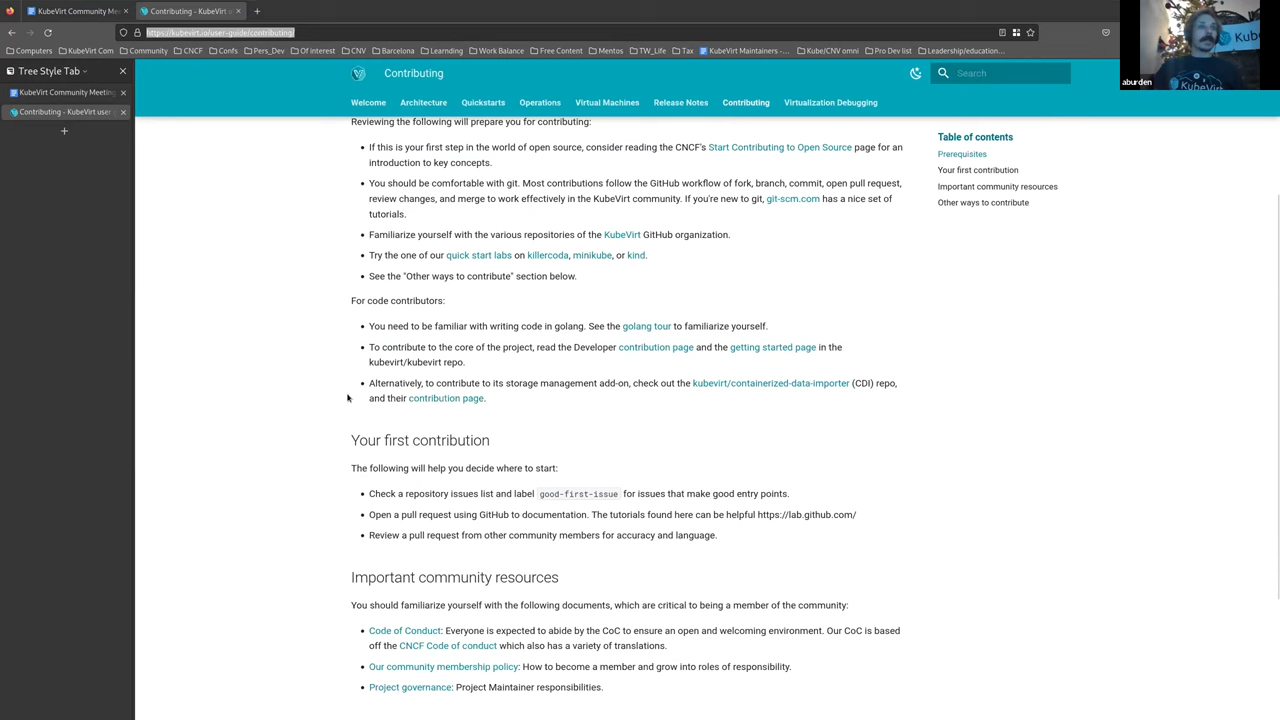 KubeVirt Community Me
Contributing - KubeVirt
https://kubevirt.io/user-guide/contributing/
Computers KubeVirt Com Community CNCF Confs Pers_Dev Of interest CNV Barcelona Learnding Work Balance Free Content Mentos TW_Life Tax KubeVirt Maintainers -... Kube/CNV omni Pro Dev list Leadership/education...
aburden
Tree Style Tab
KubeVirt Community Meeting
Contributing - KubeVirt user
Contributing
Search
Welcome Architecture Quickstarts Operations Virtual Machines Release Notes Contributing Virtualization Debugging
Reviewing the following will prepare you for contributing:
If this is your first step in the world of open source, consider reading the CNCF's Start Contributing to Open Source page for an
introduction to key concepts.
You should be comfortable with git. Most contributions follow the GitHub workflow of fork, branch, commit, open pull request,
review changes, and merge to work effectively in the KubeVirt community. If you're new to git, git-scm.com has a nice set of
tutorials.
Familiarize yourself with the various repositories of the KubeVirt GitHub organization.
Try the one of our quick start labs on killercoda, minikube, or kind.
See the "Other ways to contribute" section below.
For code contributors:
You need to be familiar with writing code in golang. See the golang tour to familiarize yourself.
To contribute to the core of the project, read the Developer contribution page and the getting started page in the
kubevirt/kubevirt repo.
Alternatively, to contribute to its storage management add-on, check out the kubevirt/containerized-data-importer (CDI) repo,
and their contribution page.
Your first contribution
The following will help you decide where to start:
Check a repository issues list and label good-first-issue for issues that make good entry points.
Open a pull request using GitHub to documentation. The tutorials found here can be helpful https://lab.github.com/
Review a pull request from other community members for accuracy and language.
Important community resources
You should familiarize yourself with the following documents, which are critical to being a member of the community:
Code of Conduct: Everyone is expected to abide by the CoC to ensure an open and welcoming environment. Our CoC is based
off the CNCF Code of conduct which also has a variety of translations.
Our community membership policy: How to become a member and grow into roles of responsibility.
Project governance: Project Maintainer responsibilities.
Table of contents
Prerequisites
Your first contribution
Important community resources
Other ways to contribute